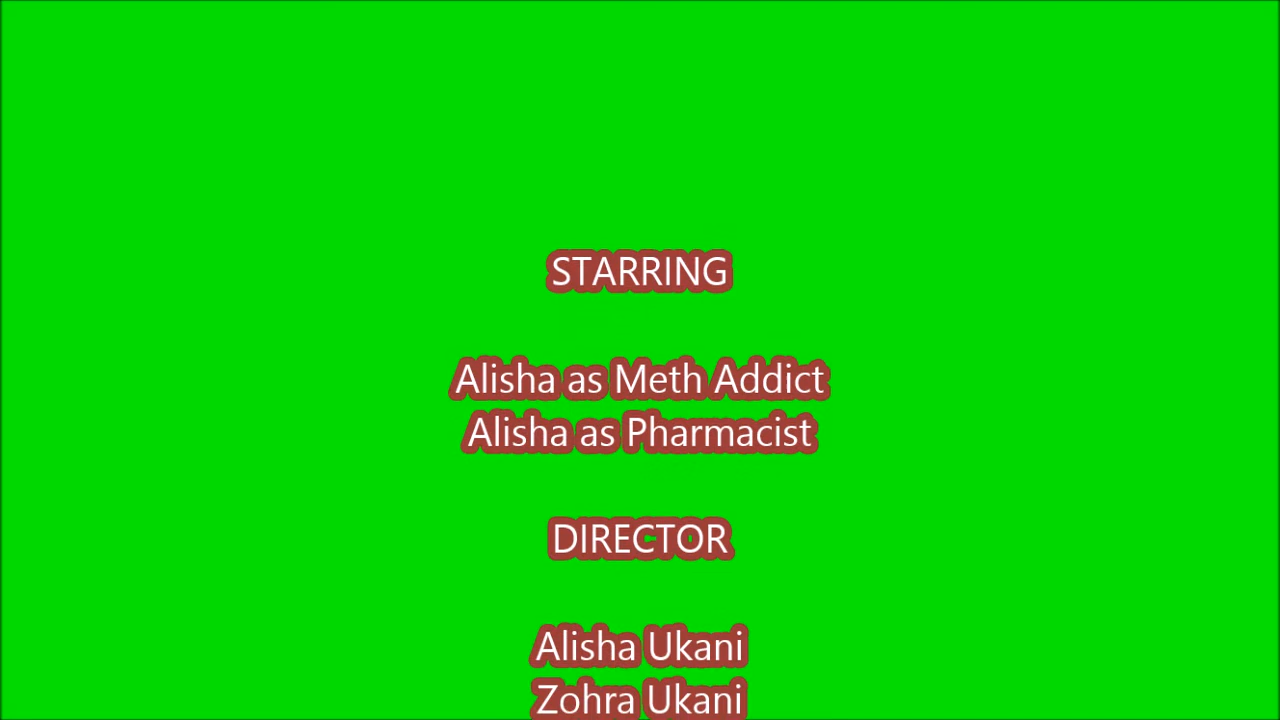 STARRING
Alisha as Meth Addict
Alisha as Pharmacist
DIRECTOR
Alisha Ukani
Zohra Ukani